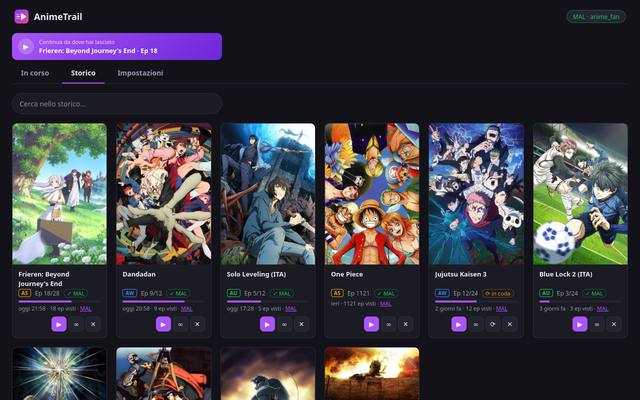 AnimeTrail
MAL · anime_fan
Continua da dove hai lasciato
Frieren: Beyond Journey's End · Ep 18
In corso
Storico
Impostazioni
Cerca nello storico...
Frieren: Beyond
Journey's End
AS Ep 18/28 ✓ MAL
oggi 21:58 · 18 ep visti · MAL
Dandadan
AW Ep 9/12 ✓ MAL
oggi 20:58 · 9 ep visti · MAL
Solo Leveling (ITA)
AU Ep 5/12 ✓ MAL
oggi 17:28 · 5 ep visti · MAL
One Piece
AS Ep 1121 ✓ MAL
ieri · 1121 ep visti · MAL
Jujutsu Kaisen 3
AW Ep 12/24 ⟳ In coda
2 giorni fa · 12 ep visti · MAL
Blue Lock 2 (ITA)
AU Ep 3/24 ✓ MAL
3 giorni fa · 3 ep visti · MAL